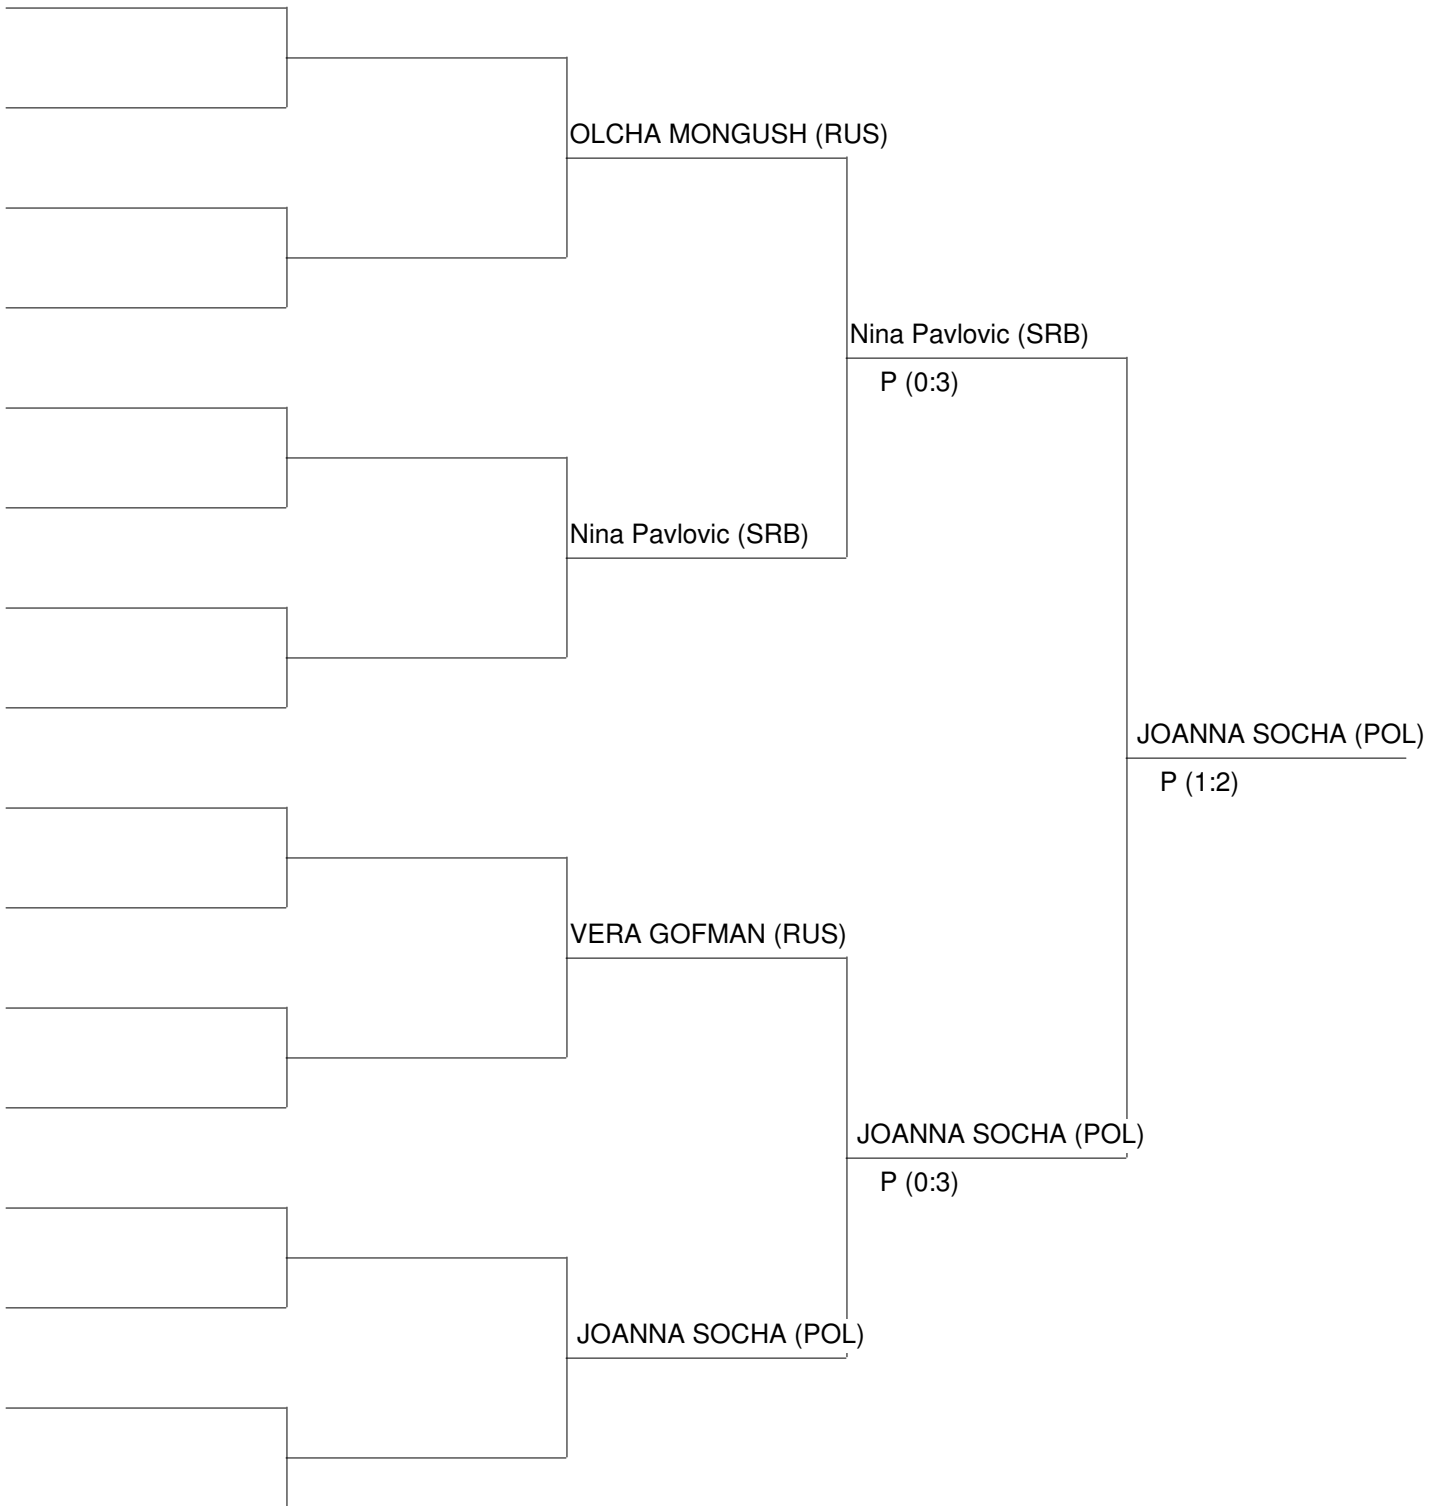 OLCHA MONGUSH (RUS)
Nina Pavlovic (SRB)
P (0:3)
Nina Pavlovic (SRB)
JOANNA SOCHA (POL)
P (1:2)
VERA GOFMAN (RUS)
JOANNA SOCHA (POL)
P (0:3)
JOANNA SOCHA (POL)